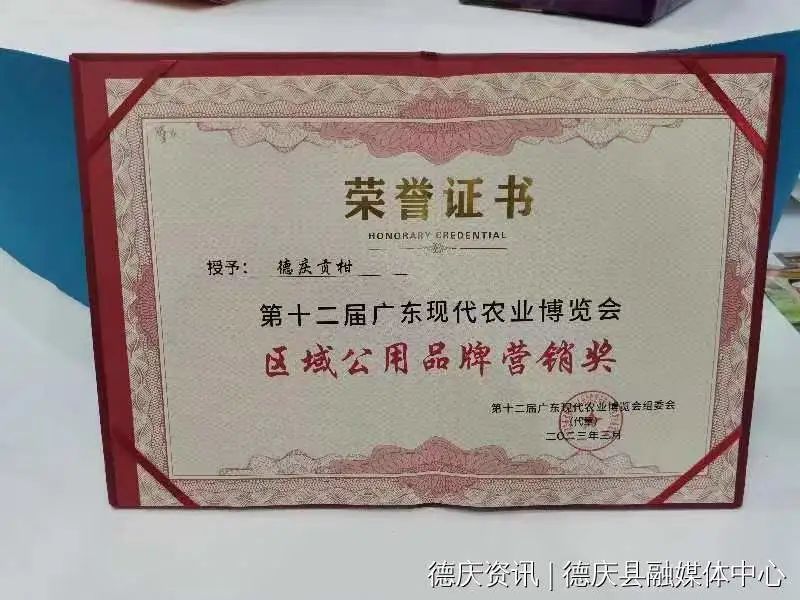 荣誉证书
HONORARY CREDENTIAL
授予： 德庆贡柑
第十二届广东现代农业博览会
区域公用品牌营销奖
第十二届广东现代农业博览会组委会
(代章)
二〇二三年三月
德庆资讯 | 德庆县融媒体中心